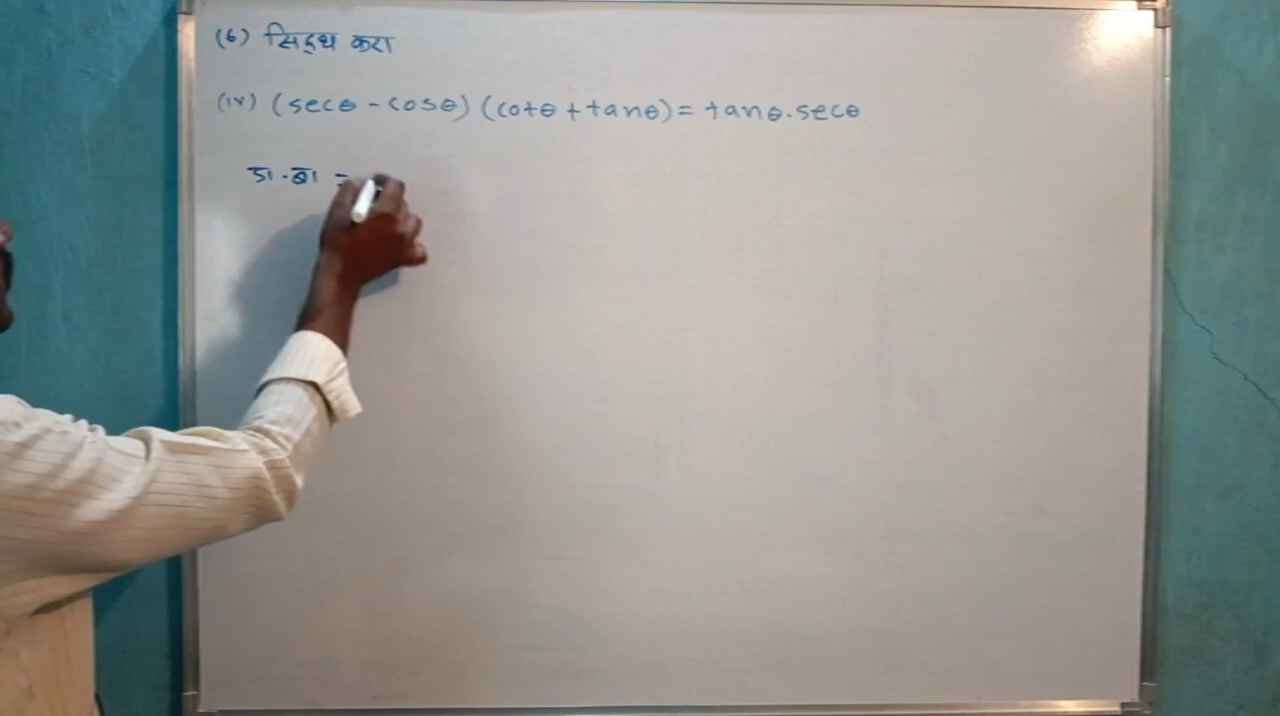 (6) सिद्ध करा
(iv) (secθ - cosθ) (cotθ + tanθ) = tanθ.secθ
डा.बा =